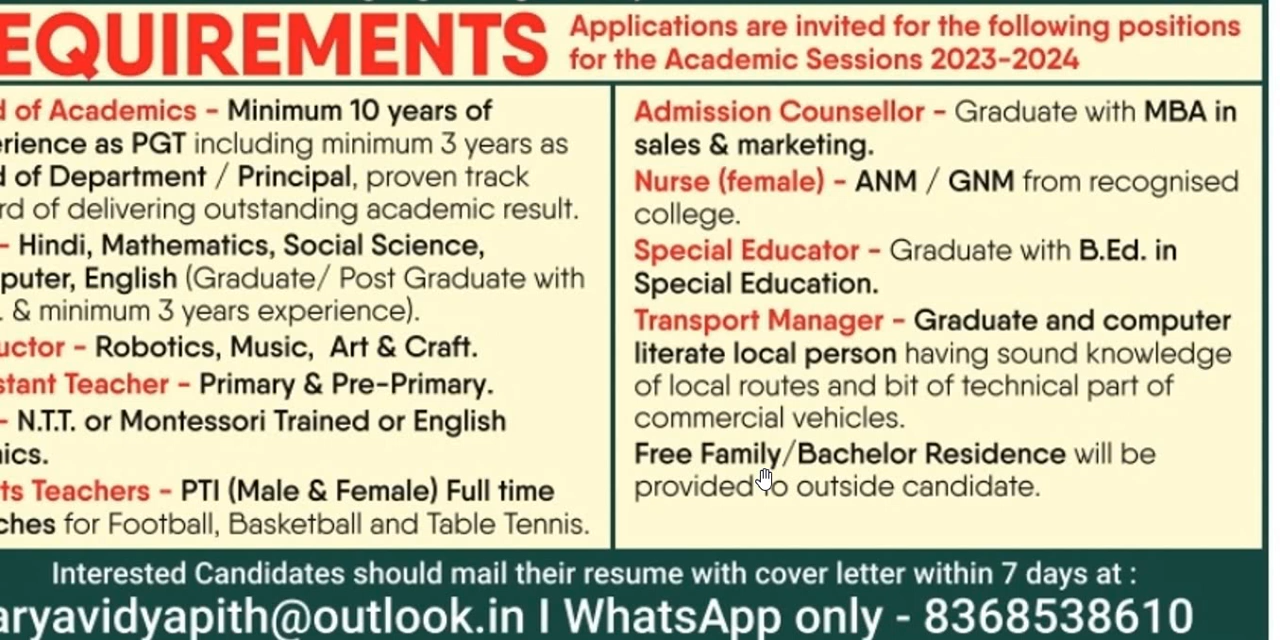 EQUIREMENTS
Applications are invited for the following positions
for the Academic Sessions 2023-2024
d of Academics - Minimum 10 years of
erience as PGT including minimum 3 years as
d of Department / Principal, proven track
rd of delivering outstanding academic result.
- Hindi, Mathematics, Social Science,
puter, English (Graduate/ Post Graduate with
. & minimum 3 years experience).
uctor - Robotics, Music, Art & Craft.
stant Teacher - Primary & Pre-Primary.
- N.T.T. or Montessori Trained or English
nics.
ts Teachers - PTI (Male & Female) Full time
ches for Football, Basketball and Table Tennis.
Admission Counsellor - Graduate with MBA in
sales & marketing.
Nurse (female) - ANM / GNM from recognised
college.
Special Educator - Graduate with B.Ed. in
Special Education.
Transport Manager - Graduate and computer
literate local person having sound knowledge
of local routes and bit of technical part of
commercial vehicles.
Free Family/Bachelor Residence will be
provided to outside candidate.
Interested Candidates should mail their resume with cover letter within 7 days at :
aryavidyapith@outlook.in I WhatsApp only - 8368538610